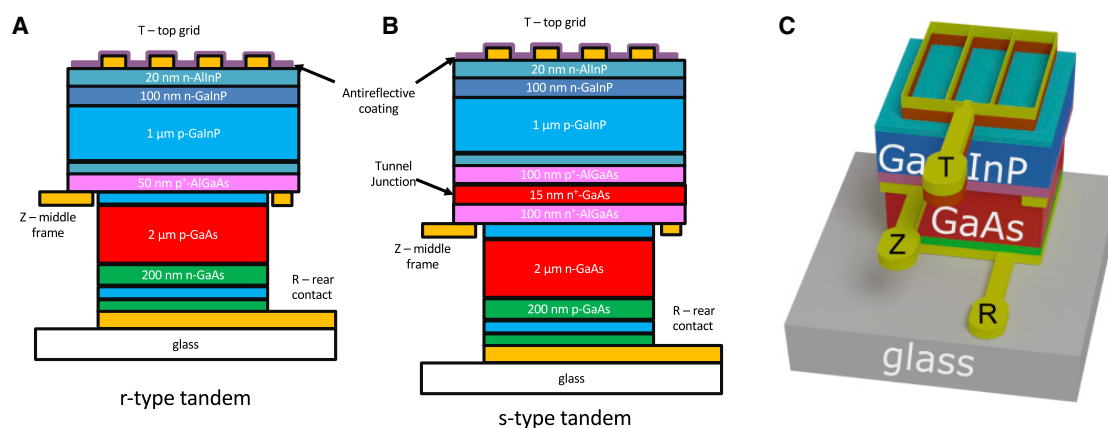 A
T – top grid
20 nm n-AlInP
100 nm n-GaInP
1 µm p-GaInP
50 nm p⁺-AlGaAs
Z – middle
frame
2 µm p-GaAs
200 nm n-GaAs
R – rear
contact
glass
r-type tandem
Antireflective
coating
Tunnel
Junction
B
T – top grid
20 nm n-AlInP
100 nm n-GaInP
1 µm p-GaInP
100 nm p⁺-AlGaAs
15 nm n⁺-GaAs
100 nm n⁺-AlGaAs
Z – middle
frame
2 µm n-GaAs
200 nm p-GaAs
R – rear
contact
glass
s-type tandem
C
Ga InP
T
GaAs
Z
R
glass